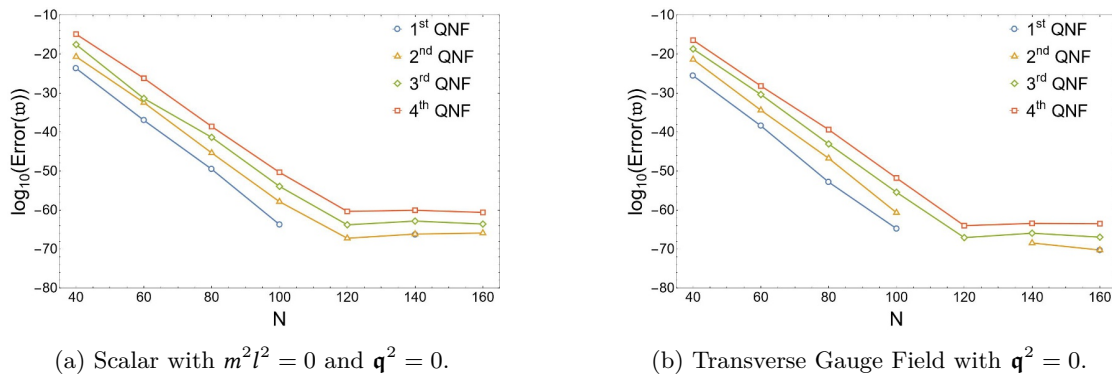 −10
−20
−30
−40
−50
−60
−70
−80
log₁₀(Error(𝔴))
40 60 80 100 120 140 160
N
1ˢᵗ QNF
2ⁿᵈ QNF
3ʳᵈ QNF
4ᵗʰ QNF
(a) Scalar with m²l² = 0 and 𝖖² = 0.
−10
−20
−30
−40
−50
−60
−70
−80
log₁₀(Error(𝔴))
40 60 80 100 120 140 160
N
1ˢᵗ QNF
2ⁿᵈ QNF
3ʳᵈ QNF
4ᵗʰ QNF
(b) Transverse Gauge Field with 𝖖² = 0.